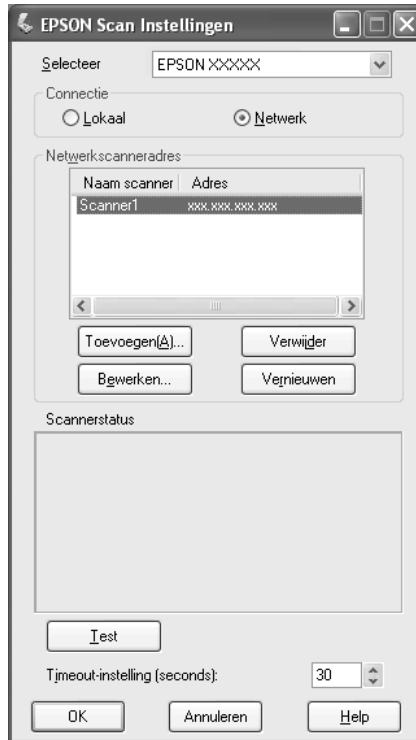 EPSON Scan Instellingen
Selecteer EPSON XXXXX
Connectie
Lokaal Netwerk
Netwerkscanneradres
Naam scanner Adres
Scanner1 xxx.xxx.xxx.xxx
Toevoegen(A)... Verwijder
Bewerken... Vernieuwen
Scannerstatus
Test
Timeout-instelling (seconds): 30
OK Annuleren Help